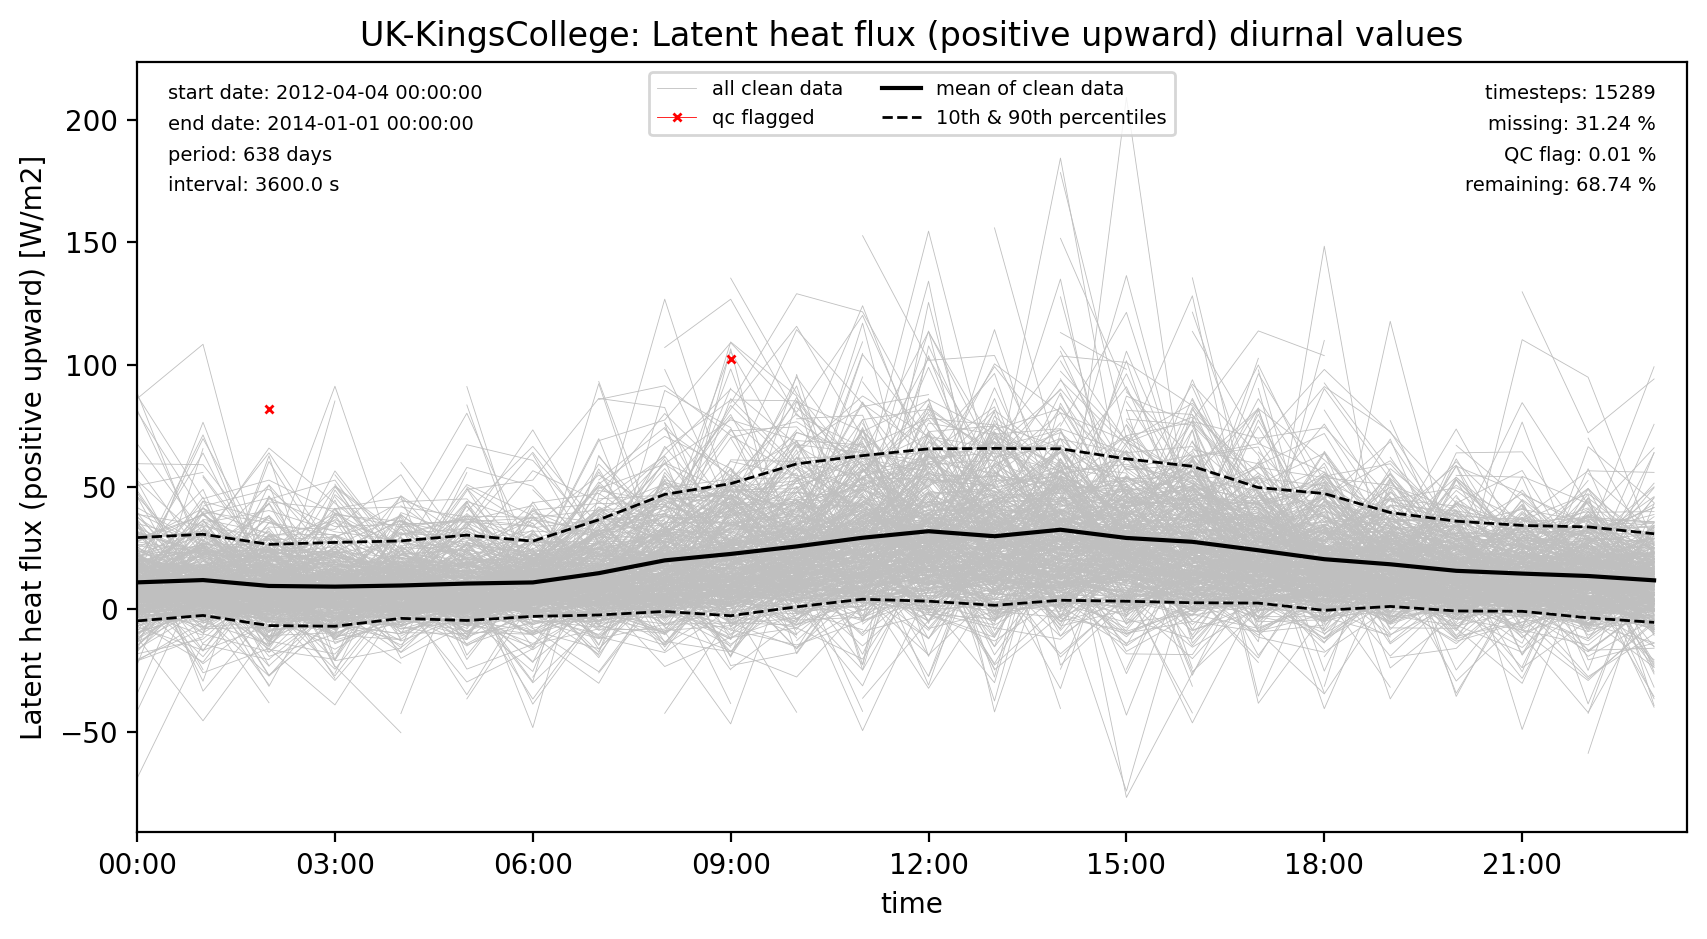 UK-KingsCollege: Latent heat flux (positive upward) diurnal values
start date: 2012-04-04 00:00:00
end date: 2014-01-01 00:00:00
period: 638 days
interval: 3600.0 s
all clean data
qc flagged
mean of clean data
10th & 90th percentiles
timesteps: 15289
missing: 31.24 %
QC flag: 0.01 %
remaining: 68.74 %
Latent heat flux (positive upward) [W/m2]
200
150
100
50
0
−50
00:00 03:00 06:00 09:00 12:00 15:00 18:00 21:00
time